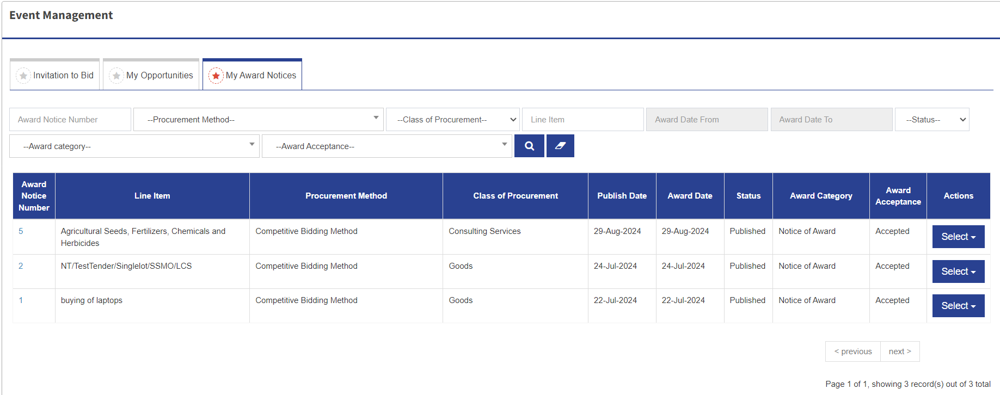 Event Management
Invitation to Bid
My Opportunities
My Award Notices
Award Notice Number
--Procurement Method--
--Class of Procurement--
Line Item
Award Date From
Award Date To
--Status--
--Award category--
--Award Acceptance--
Award Notice Number
Line Item
Procurement Method
Class of Procurement
Publish Date
Award Date
Status
Award Category
Award Acceptance
Actions
5
Agricultural Seeds, Fertilizers, Chemicals and
Herbicides
Competitive Bidding Method
Consulting Services
29-Aug-2024
29-Aug-2024
Published
Notice of Award
Accepted
Select
2
NT/TestTender/Singlelot/SSMO/LCS
Competitive Bidding Method
Goods
24-Jul-2024
24-Jul-2024
Published
Notice of Award
Accepted
Select
1
buying of laptops
Competitive Bidding Method
Goods
22-Jul-2024
22-Jul-2024
Published
Notice of Award
Accepted
Select
< previous
next >
Page 1 of 1, showing 3 record(s) out of 3 total